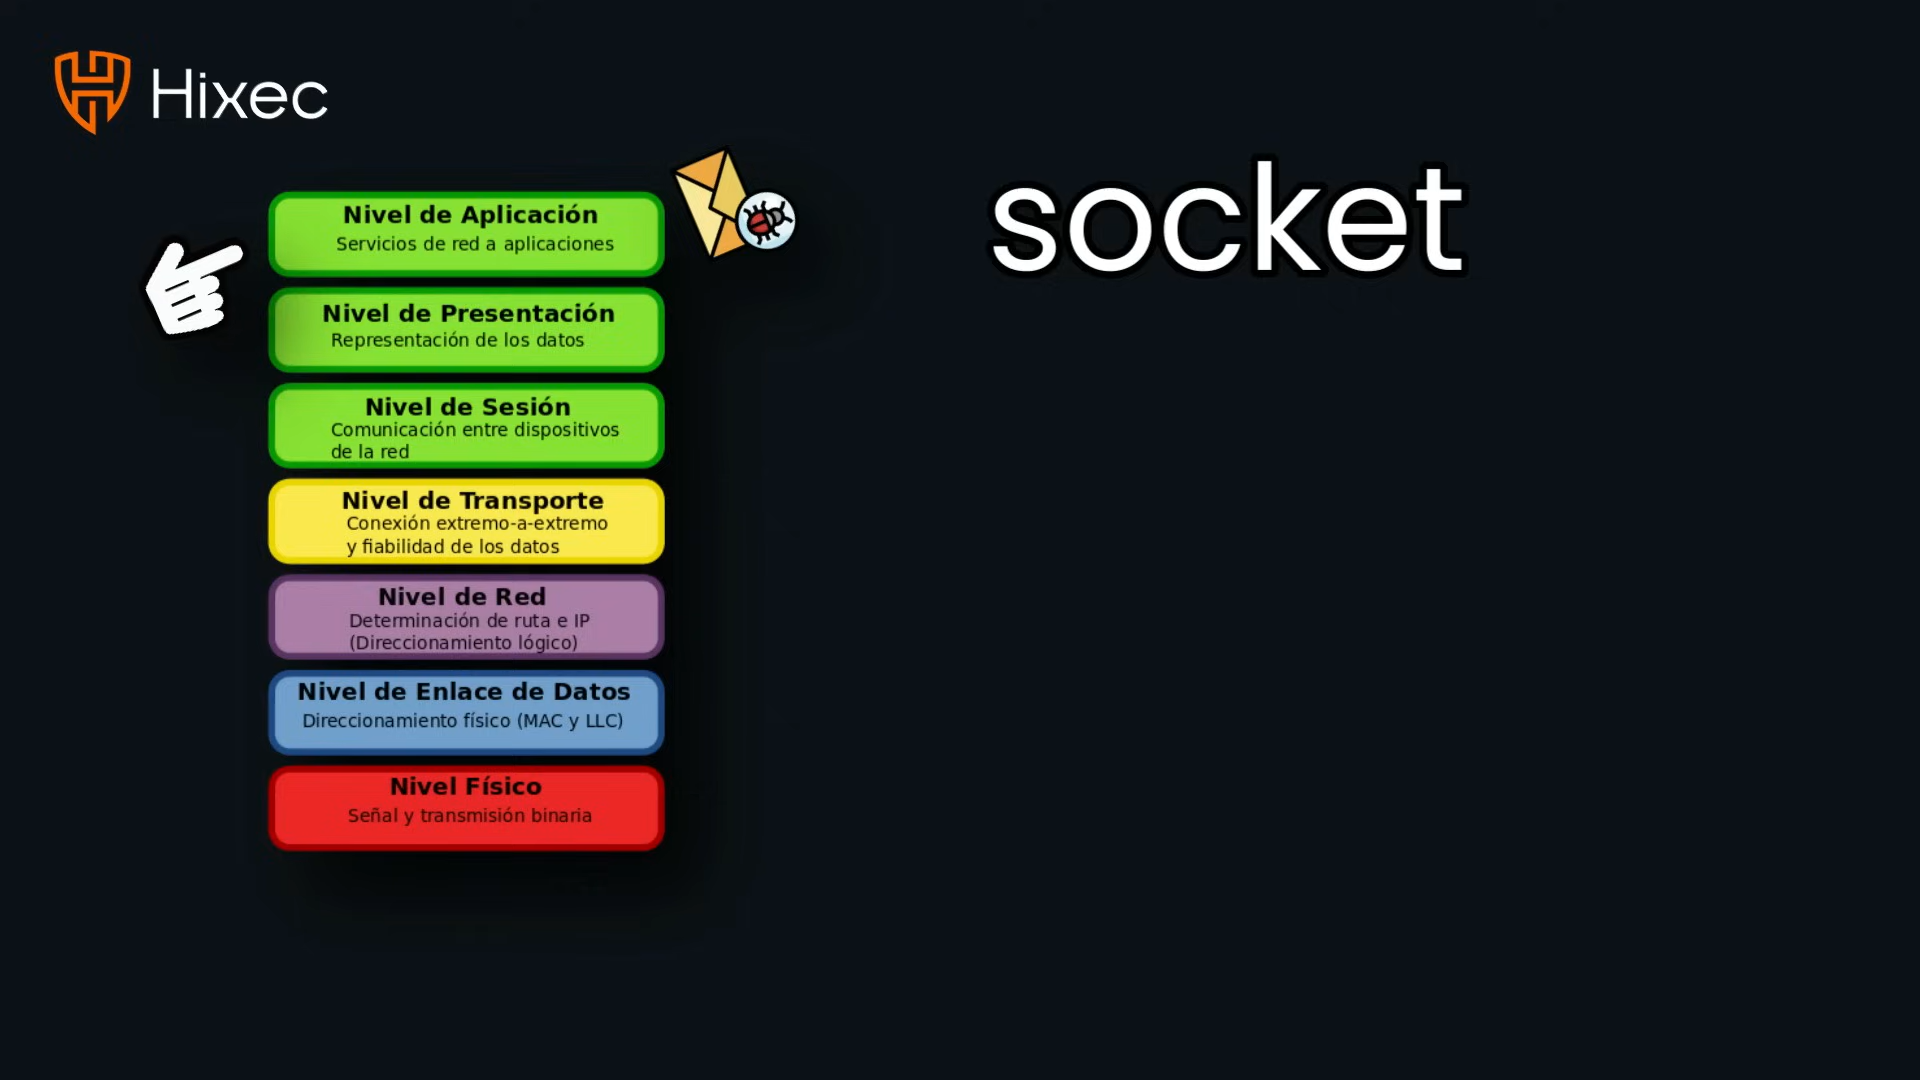 Hixec
socket
Nivel de Aplicación
Servicios de red a aplicaciones
Nivel de Presentación
Representación de los datos
Nivel de Sesión
Comunicación entre dispositivos
de la red
Nivel de Transporte
Conexión extremo-a-extremo
y fiabilidad de los datos
Nivel de Red
Determinación de ruta e IP
(Direccionamiento lógico)
Nivel de Enlace de Datos
Direccionamiento físico (MAC y LLC)
Nivel Físico
Señal y transmisión binaria